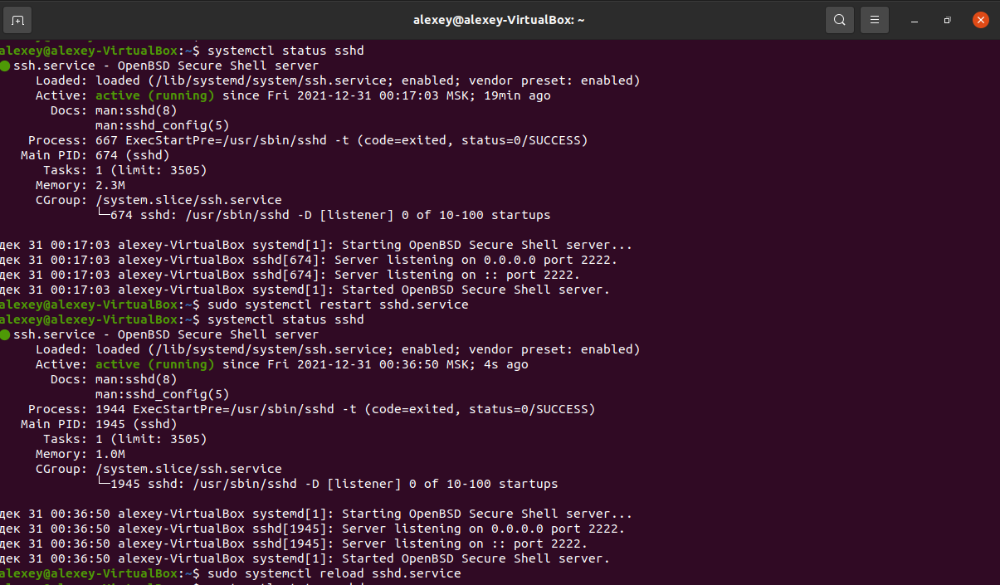 alexey@alexey-VirtualBox: ~
alexey@alexey-VirtualBox:~$ systemctl status sshd
ssh.service - OpenBSD Secure Shell server
Loaded: loaded (/lib/systemd/system/ssh.service; enabled; vendor preset: enabled)
Active: active (running) since Fri 2021-12-31 00:17:03 MSK; 19min ago
Docs: man:sshd(8)
man:sshd_config(5)
Process: 667 ExecStartPre=/usr/sbin/sshd -t (code=exited, status=0/SUCCESS)
Main PID: 674 (sshd)
Tasks: 1 (limit: 3505)
Memory: 2.3M
CGroup: /system.slice/ssh.service
└─674 sshd: /usr/sbin/sshd -D [listener] 0 of 10-100 startups
дек 31 00:17:03 alexey-VirtualBox systemd[1]: Starting OpenBSD Secure Shell server...
дек 31 00:17:03 alexey-VirtualBox sshd[674]: Server listening on 0.0.0.0 port 2222.
дек 31 00:17:03 alexey-VirtualBox sshd[674]: Server listening on :: port 2222.
дек 31 00:17:03 alexey-VirtualBox systemd[1]: Started OpenBSD Secure Shell server.
alexey@alexey-VirtualBox:~$ sudo systemctl restart sshd.service
alexey@alexey-VirtualBox:~$ systemctl status sshd
ssh.service - OpenBSD Secure Shell server
Loaded: loaded (/lib/systemd/system/ssh.service; enabled; vendor preset: enabled)
Active: active (running) since Fri 2021-12-31 00:36:50 MSK; 4s ago
Docs: man:sshd(8)
man:sshd_config(5)
Process: 1944 ExecStartPre=/usr/sbin/sshd -t (code=exited, status=0/SUCCESS)
Main PID: 1945 (sshd)
Tasks: 1 (limit: 3505)
Memory: 1.0M
CGroup: /system.slice/ssh.service
└─1945 sshd: /usr/sbin/sshd -D [listener] 0 of 10-100 startups
дек 31 00:36:50 alexey-VirtualBox systemd[1]: Starting OpenBSD Secure Shell server...
дек 31 00:36:50 alexey-VirtualBox sshd[1945]: Server listening on 0.0.0.0 port 2222.
дек 31 00:36:50 alexey-VirtualBox sshd[1945]: Server listening on :: port 2222.
дек 31 00:36:50 alexey-VirtualBox systemd[1]: Started OpenBSD Secure Shell server.
alexey@alexey-VirtualBox:~$ sudo systemctl reload sshd.service